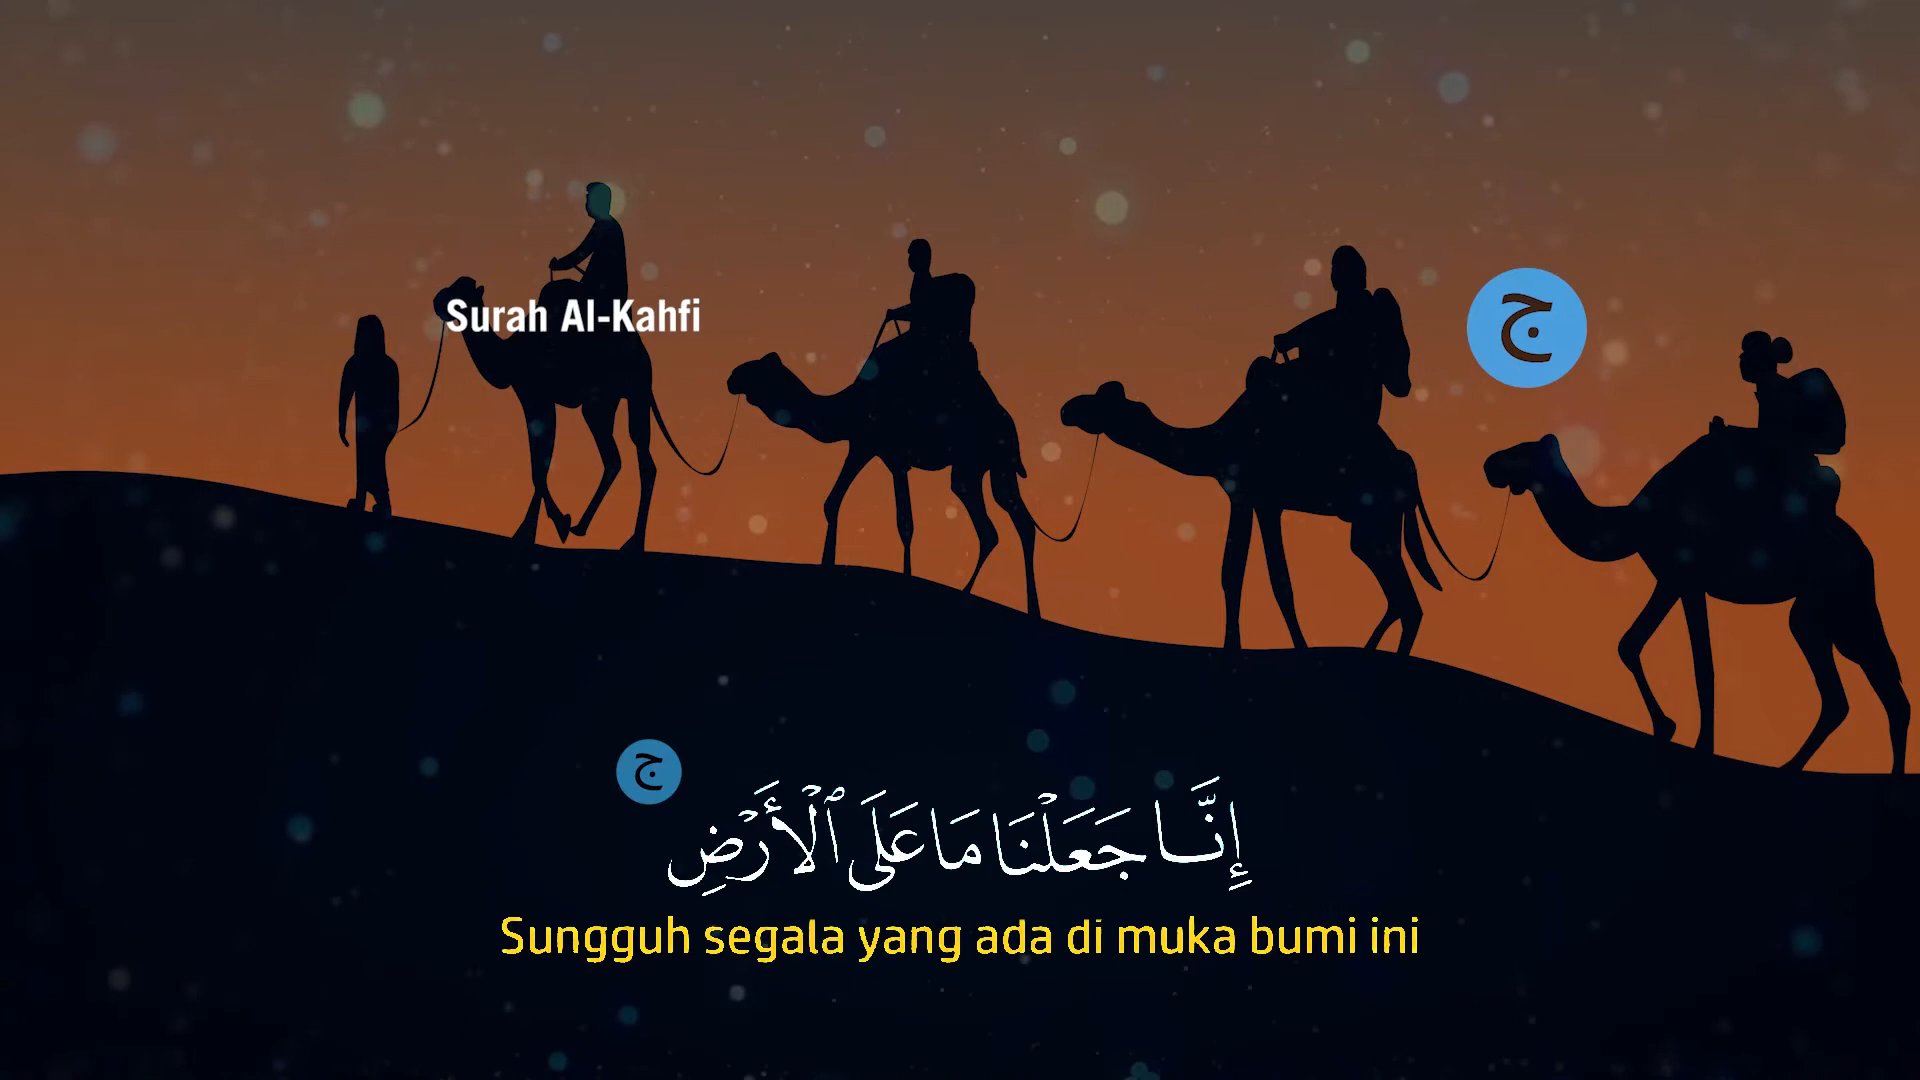 Surah Al-Kahfi
ج
ج
إِنَّا جَعَلْنَا مَا عَلَى ٱلْأَرْضِ
Sungguh segala yang ada di muka bumi ini